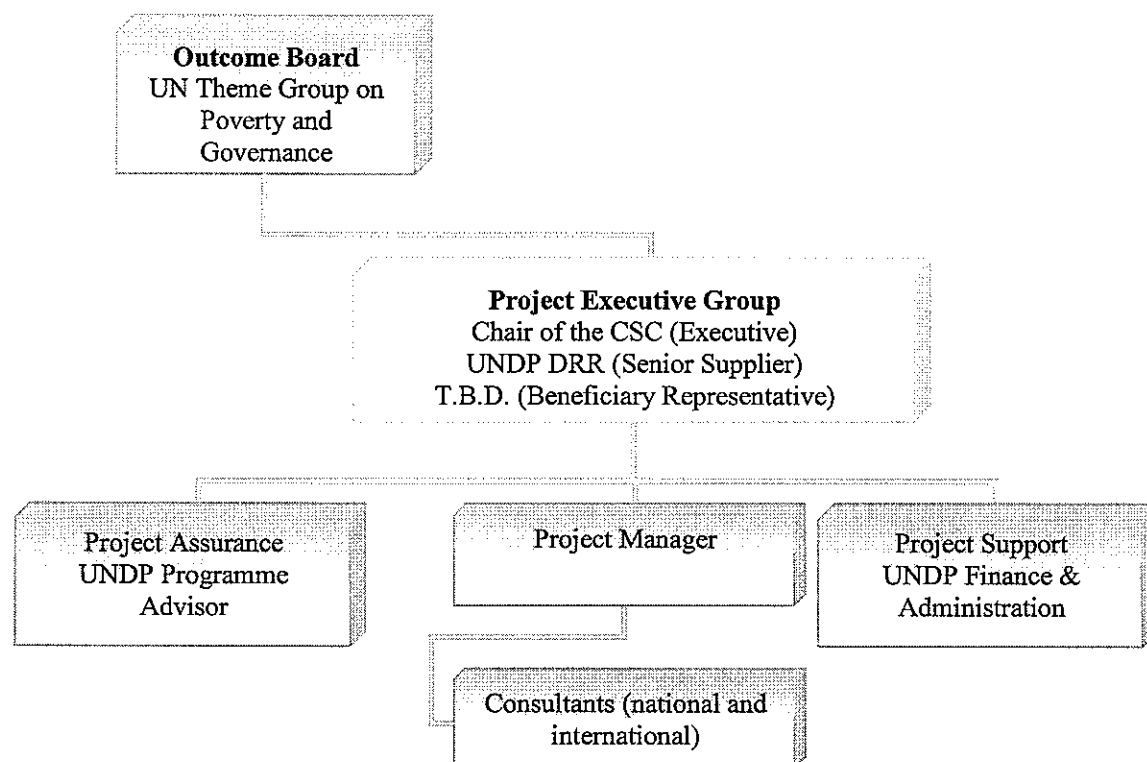 Outcome Board
UN Theme Group on
Poverty and
Governance
Project Executive Group
Chair of the CSC (Executive)
UNDP DRR (Senior Supplier)
T.B.D. (Beneficiary Representative)
Project Assurance
UNDP Programme
Advisor
Project Manager
Project Support
UNDP Finance &
Administration
Consultants (national and
international)